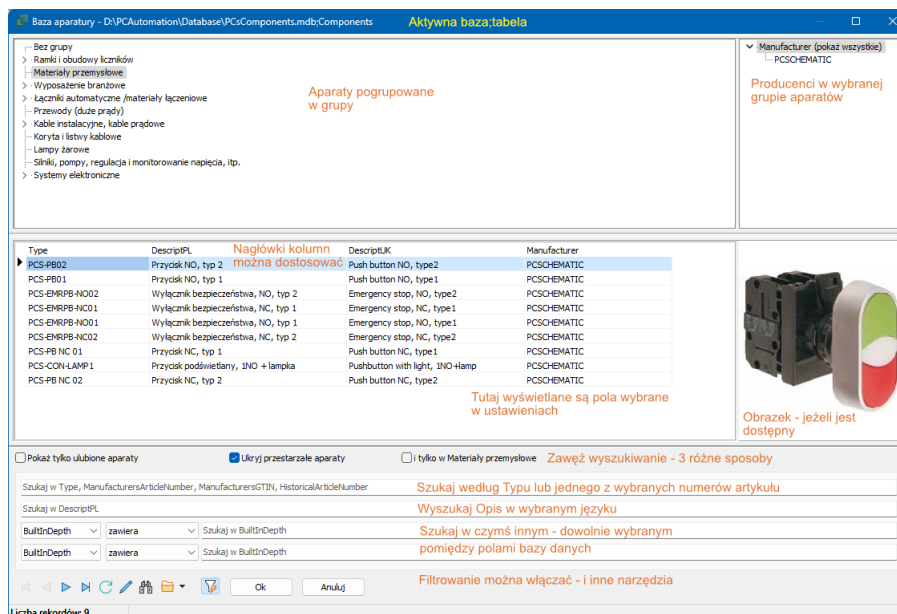 Baza aparatury - D:\PCAutomation\Database\PCsComponents.mdb;Components
Aktywna baza;tabela
Bez grupy
Ramki i obudowy liczników
Materiały przemysłowe
Wyposażenie branżowe
Łączniki automatyczne /materiały łączeniowe
Przewody (duże prądy)
Kable instalacyjne, kable prądowe
Koryta i listwy kablowe
Lampy żarowe
Silniki, pompy, regulacja i monitorowanie napięcia, itp.
Systemy elektroniczne
Aparaty pogrupowane
w grupy
Manufacturer (pokaż wszystkie)
PCSCHEMATIC
Producenci w wybranej
grupie aparatów
Type DescriptPL DescriptUK Manufacturer
Nagłówki kolumn
można dostosować
PCS-PB02 Przycisk NO, typ 2 Push button NO, type2 PCSCHEMATIC
PCS-PB01 Przycisk NO, typ 1 Push button NO, type1 PCSCHEMATIC
PCS-EMRPB-NO02 Wyłącznik bezpieczeństwa, NO, typ 2 Emergency stop, NO, type2 PCSCHEMATIC
PCS-EMRPB-NC01 Wyłącznik bezpieczeństwa, NC, typ 1 Emergency stop, NC, type1 PCSCHEMATIC
PCS-EMRPB-NO01 Wyłącznik bezpieczeństwa, NO, typ 1 Emergency stop, NO, type1 PCSCHEMATIC
PCS-EMRPB-NC02 Wyłącznik bezpieczeństwa, NC, typ 2 Emergency stop, NC, type2 PCSCHEMATIC
PCS-PB NC 01 Przycisk NC, typ 1 Push button NC, type1 PCSCHEMATIC
PCS-CON-LAMP1 Przycisk podświetlany, 1NO + lampka Pushbutton with light, 1NO+lamp PCSCHEMATIC
PCS-PB NC 02 Przycisk NC, typ 2 Push button NC, type2 PCSCHEMATIC
Tutaj wyświetlane są pola wybrane
w ustawieniach
Obrazek - jeżeli jest
dostępny
Pokaż tylko ulubione aparaty Ukryj przestarzałe aparaty i tylko w Materiały przemysłowe Zawęź wyszukiwanie - 3 różne sposoby
Szukaj w Type, ManufacturersArticleNumber, ManufacturersGTIN, HistoricalArticleNumber Szukaj według Typu lub jednego z wybranych numerów artykułu
Szukaj w DescriptPL Wyszukaj Opis w wybranym języku
BuiltInDepth zawiera Szukaj w BuiltInDepth Szukaj w czymś innym - dowolnie wybranym
BuiltInDepth zawiera Szukaj w BuiltInDepth pomiędzy polami bazy danych
Ok Anuluj Filtrowanie można włączać - i inne narzędzia
Liczba rekordów: 9